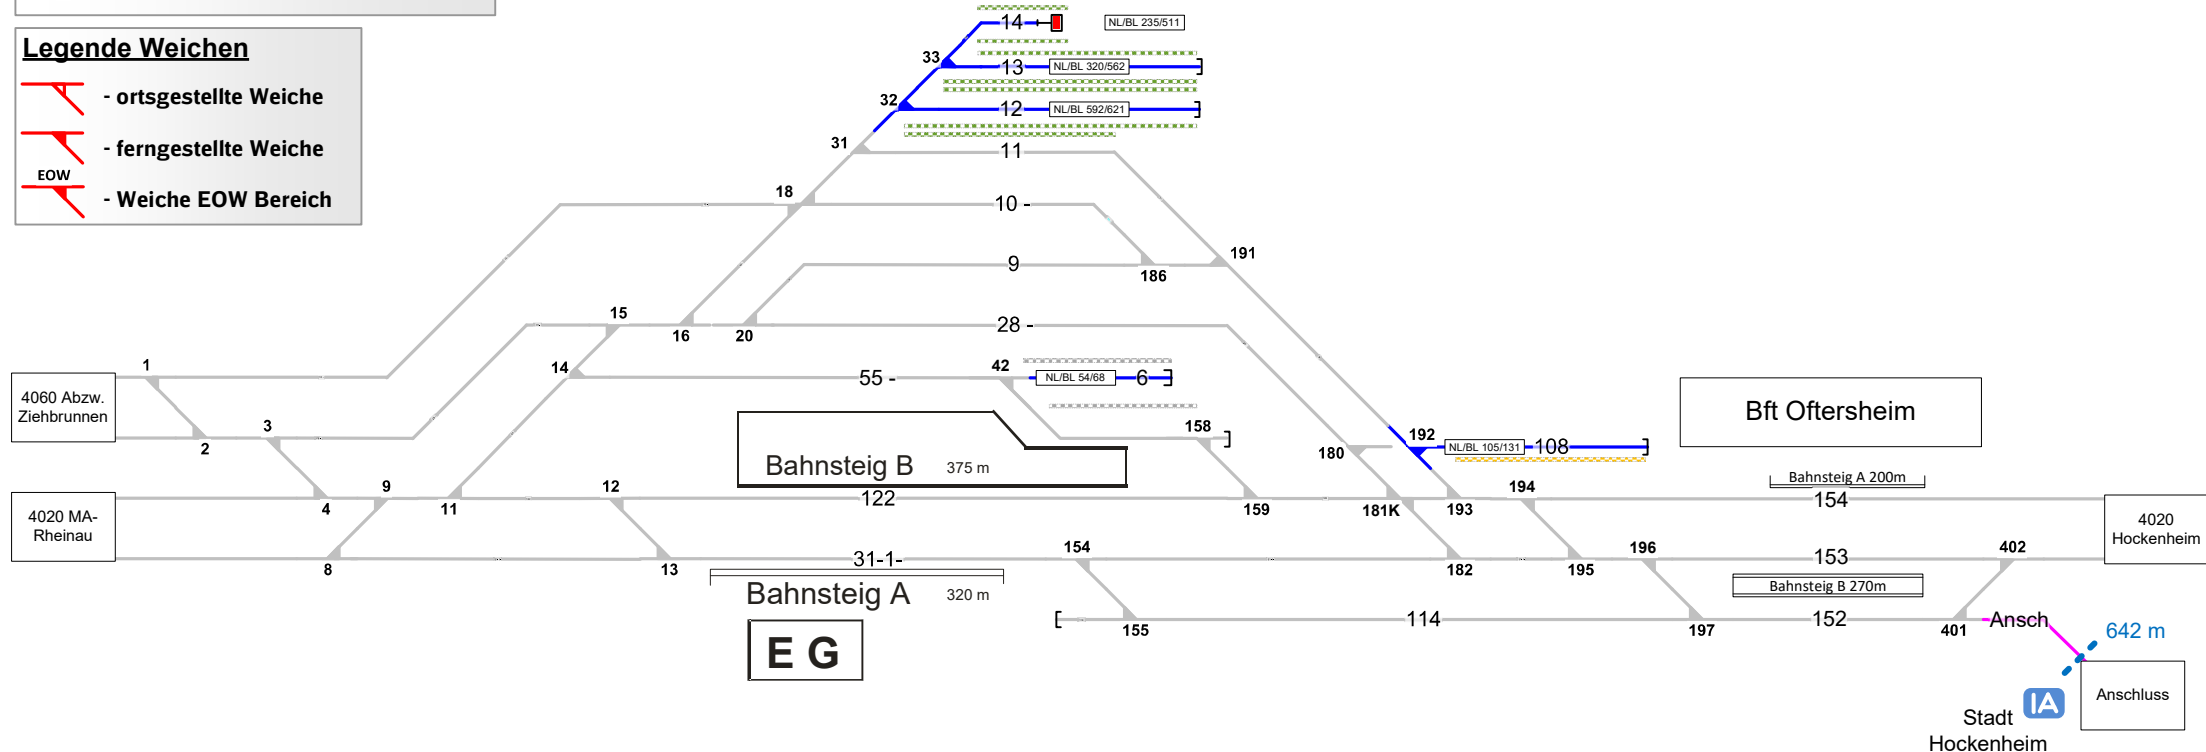 Legende Weichen
- ortsgestellte Weiche
- ferngestellte Weiche
EOW
- Weiche EOW Bereich
14
NL/BL 235/511
33
13
NL/BL 320/562
32
12
NL/BL 592/621
31
11
18
10 -
191
9
186
15
16
20
28 -
1
14
55 -
42
NL/BL 54/68
6
4060 Abzw.
Ziehbrunnen
2
3
158
Bahnsteig B
375 m
180
192
NL/BL 105/131
108
Bft Oftersheim
Bahnsteig A 200m
9
12
122
4
11
159
181K
193
194
154
4020 MA-
Rheinau
4020
Hockenheim
8
13
31-1-
154
182
195
196
153
402
Bahnsteig A
320 m
Bahnsteig B 270m
E G
155
114
197
152
401
Ansch
642 m
Anschluss
IA
Stadt
Hockenheim